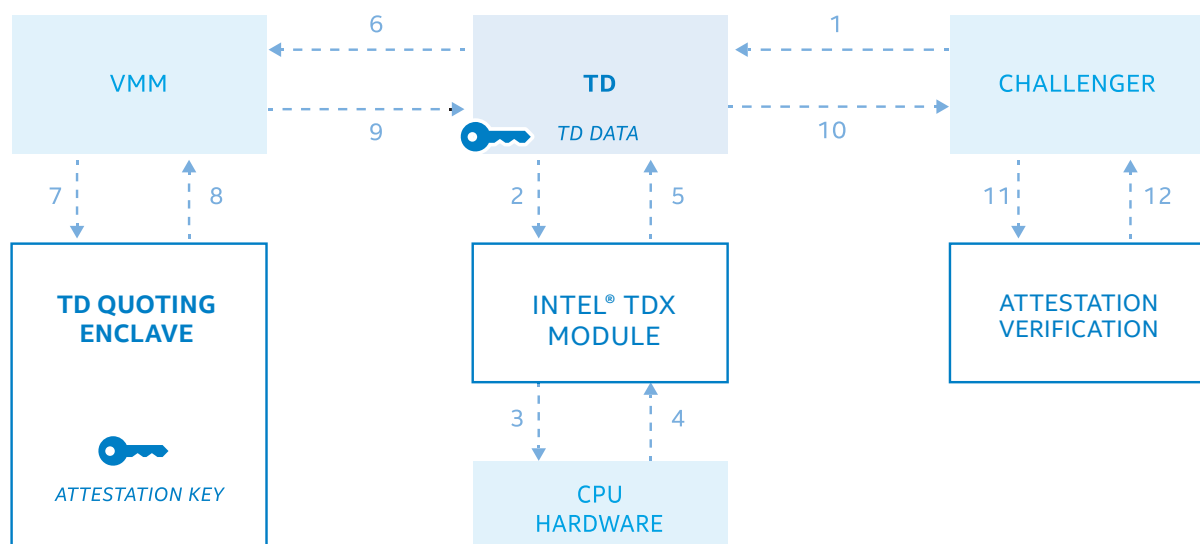 6
1
VMM
TD
CHALLENGER
9
TD DATA
10
7
8
2
5
11
12
TD QUOTING
ENCLAVE
INTEL® TDX
MODULE
ATTESTATION
VERIFICATION
3
4
ATTESTATION KEY
CPU
HARDWARE